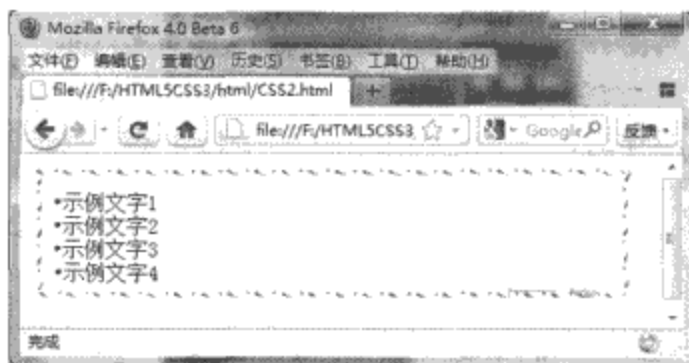 Mozilla Firefox 4.0 Beta 6
文件(F) 编辑(E) 查看(V) 历史(S) 书签(B) 工具(T) 帮助(H)
file:///F:/HTML5CSS3/html/CSS2.html
file:///F:/HTML5CSS3 Google 反馈
•示例文字1
•示例文字2
•示例文字3
•示例文字4
完成